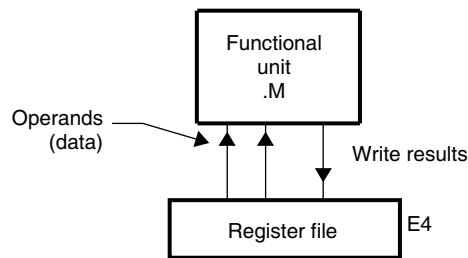 Functional
unit
.M
Operands
(data)
Write results
Register file
E4